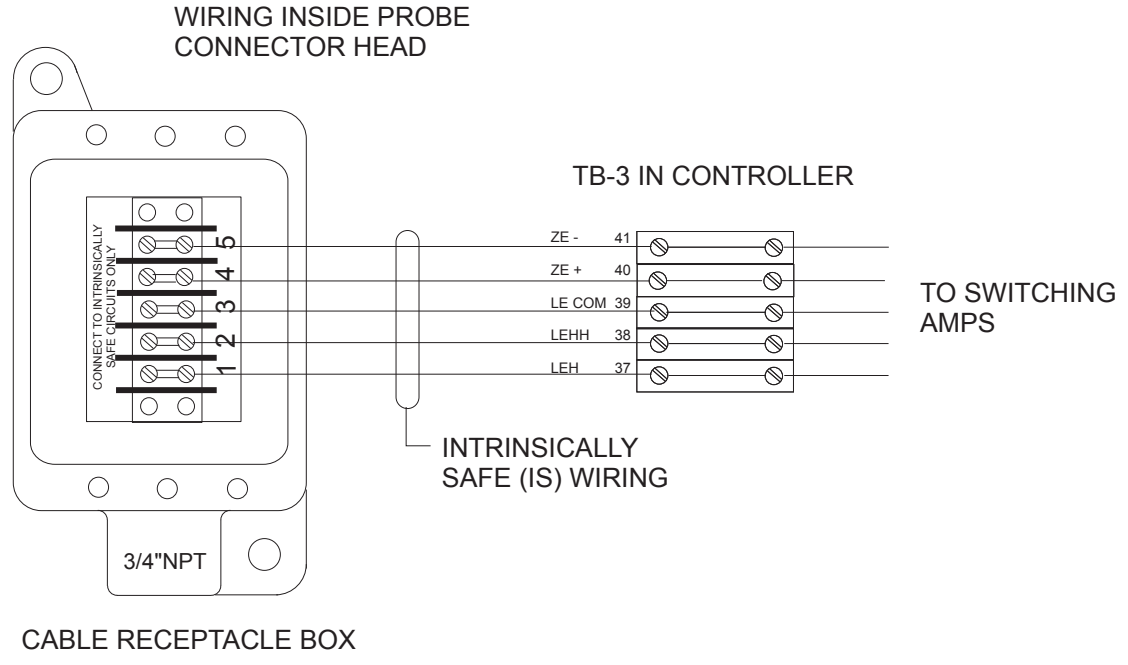 WIRING INSIDE PROBE
CONNECTOR HEAD
TB-3 IN CONTROLLER
CONNECT TO INTRINSICALLY
SAFE CIRCUITS ONLY
5
4
3
2
1
ZE - 41
ZE + 40
LE COM 39
LEHH 38
LEH 37
TO SWITCHING
AMPS
INTRINSICALLY
SAFE (IS) WIRING
3/4"NPT
CABLE RECEPTACLE BOX